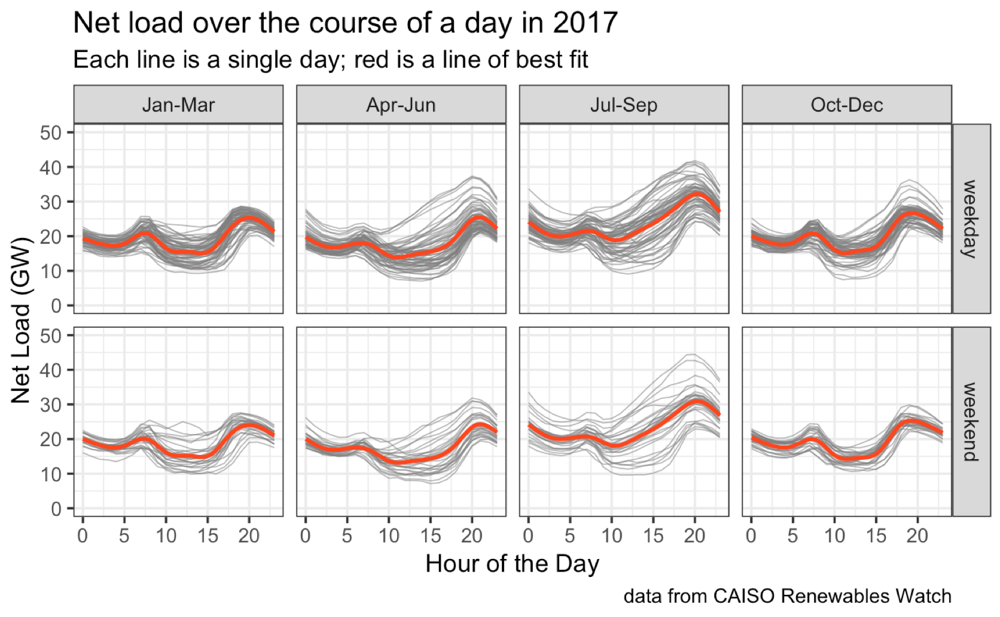 Net load over the course of a day in 2017
Each line is a single day; red is a line of best fit
Jan-Mar
Apr-Jun
Jul-Sep
Oct-Dec
50
40
30
20
10
0
weekday
50
40
30
20
10
0
weekend
Net Load (GW)
0 5 10 15 20
0 5 10 15 20
0 5 10 15 20
0 5 10 15 20
Hour of the Day
data from CAISO Renewables Watch